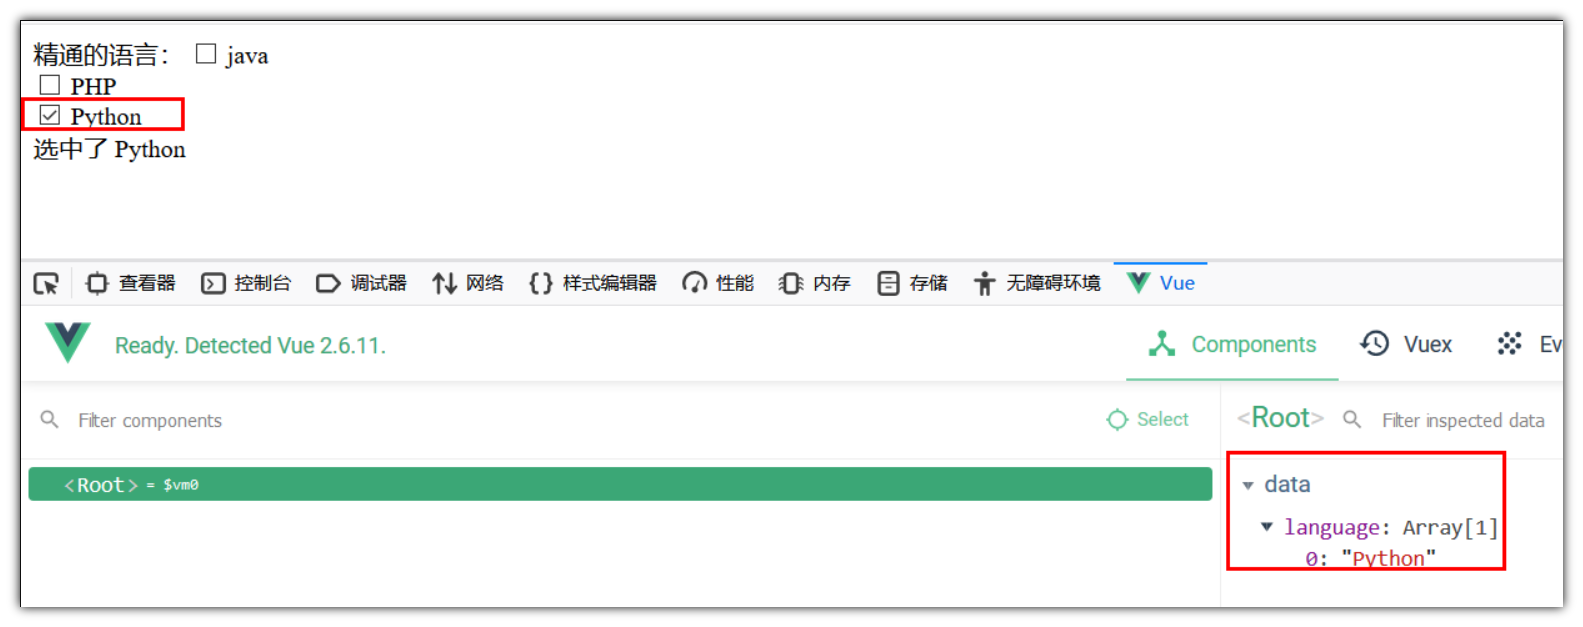 精通的语言： java
PHP
Python
选中了 Python
查看器 控制台 调试器 网络 样式编辑器 性能 内存 存储 无障碍环境 Vue
Ready. Detected Vue 2.6.11. Components Vuex Ev
Filter components Select <Root> Filter inspected data
<Root> = $vm0
data
language: Array[1]
0: "Python"